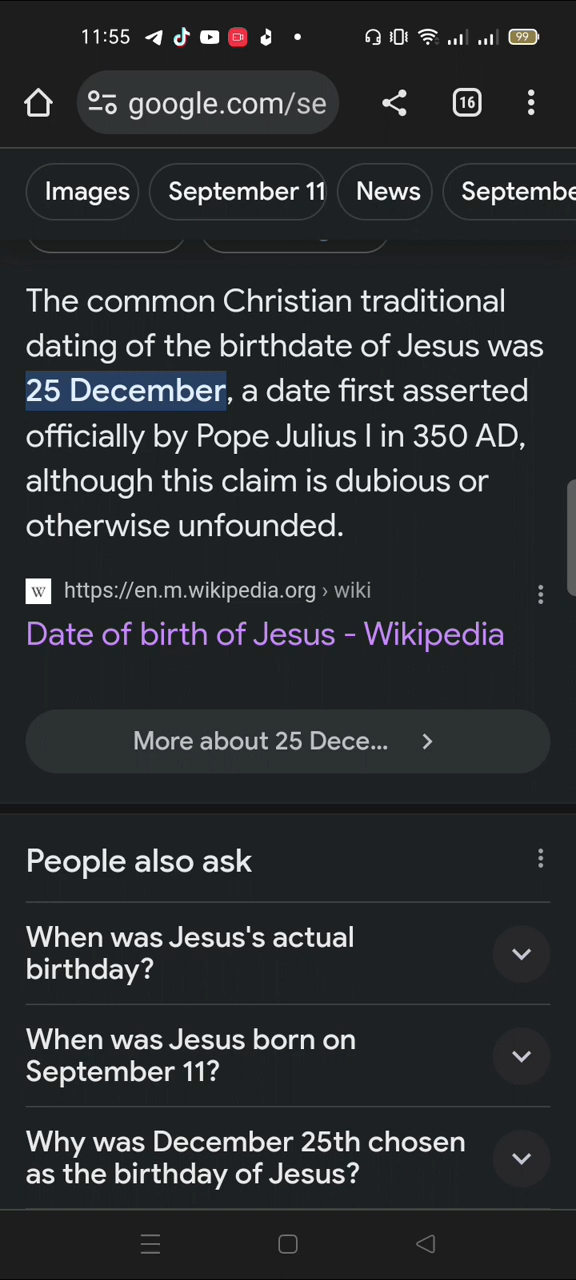 11:55
99
google.com/se
16
Images
September 11
News
Septembe
The common Christian traditional
dating of the birthdate of Jesus was
25 December, a date first asserted
officially by Pope Julius I in 350 AD,
although this claim is dubious or
otherwise unfounded.
W
https://en.m.wikipedia.org › wiki
Date of birth of Jesus - Wikipedia
More about 25 Dece...
People also ask
When was Jesus's actual
birthday?
When was Jesus born on
September 11?
Why was December 25th chosen
as the birthday of Jesus?